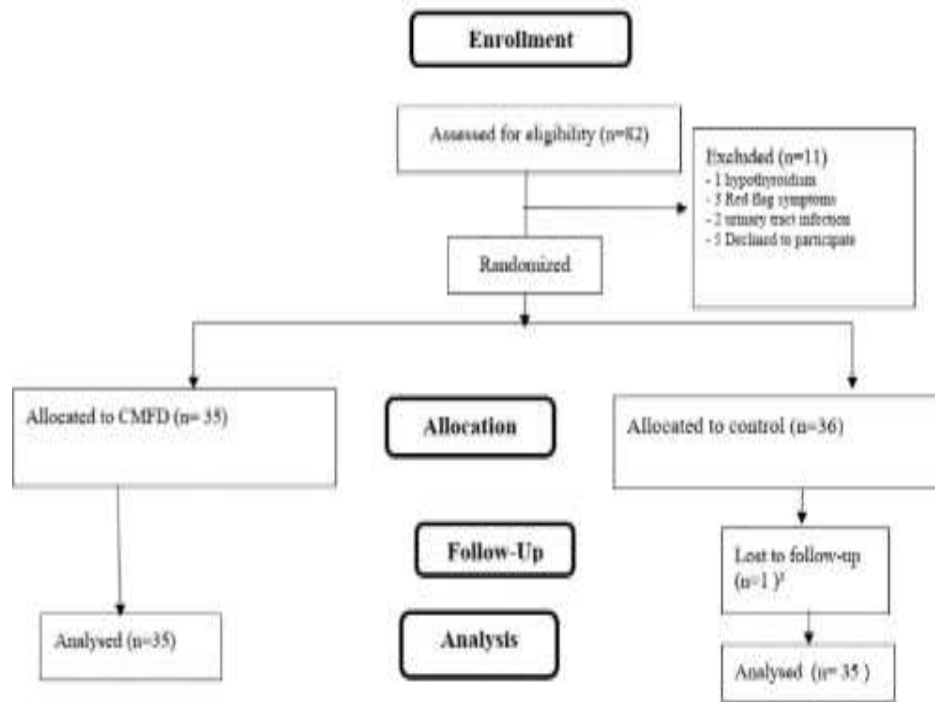 Enrollment
Assessed for eligibility (n=82)
Excluded (n=11)
- 1 hypothyroidium
- 3 Red flag symptoms
- 2 urinary tract infection
- 5 Declined to participate
Randomized
Allocated to CMFD (n= 35)
Allocation
Allocated to control (n=36)
Follow-Up
Lost to follow-up
(n=1 )
Analysed (n=35)
Analysis
Analysed (n= 35 )